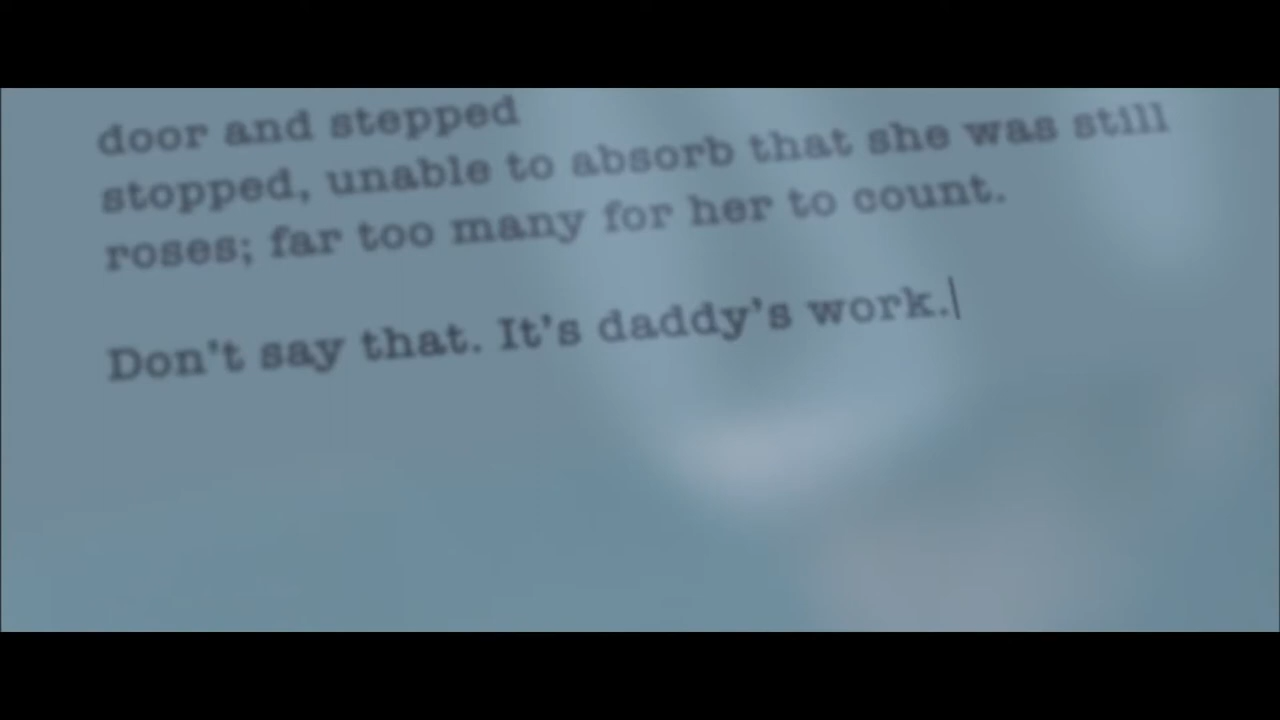 door and stepped
stopped, unable to absorb that she was still
roses; far too many for her to count.
Don’t say that. It’s daddy’s work.